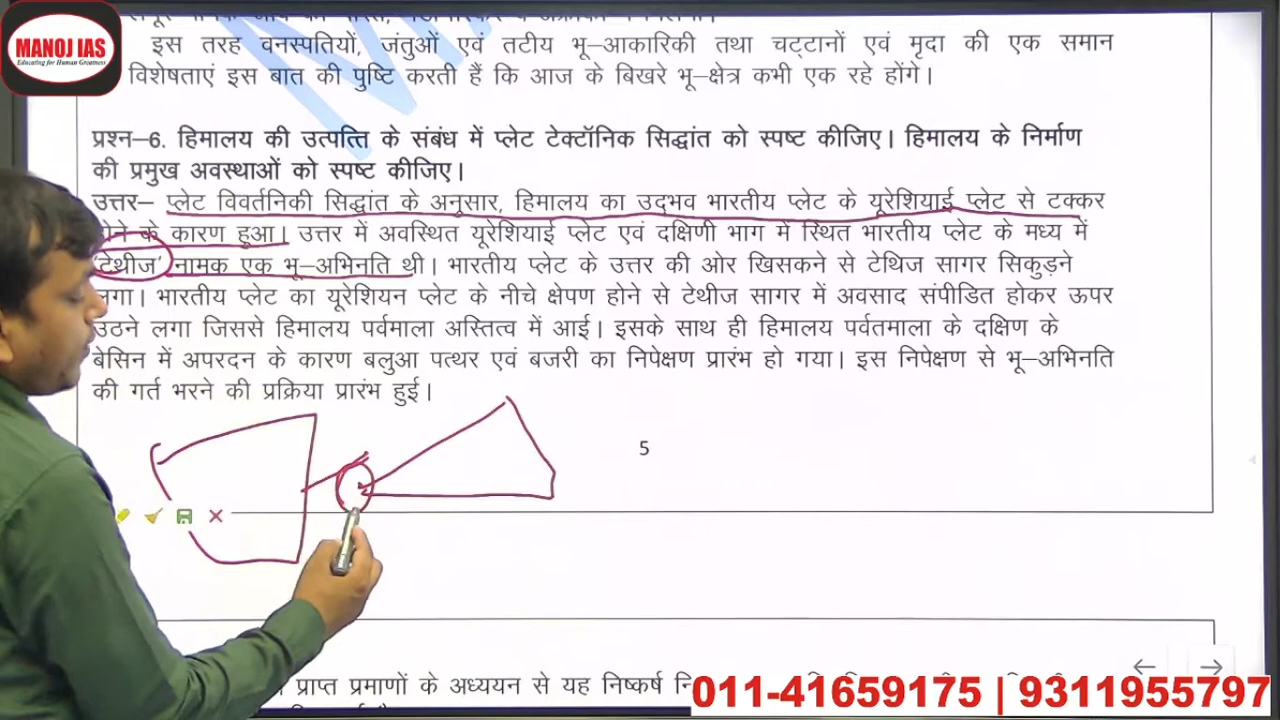 MANOJ IAS
Educating for Human Greatness
इस तरह वनस्पतियों, जंतुओं एवं तटीय भू–आकारिकी तथा चट्टानों एवं मृदा की एक समान
विशेषताएं इस बात की पुष्टि करती हैं कि आज के बिखरे भू–क्षेत्र कभी एक रहे होंगे।
प्रश्न–6. हिमालय की उत्पत्ति के संबंध में प्लेट टेक्टॉनिक सिद्धांत को स्पष्ट कीजिए। हिमालय के निर्माण
की प्रमुख अवस्थाओं को स्पष्ट कीजिए।
उत्तर– प्लेट विवर्तनिकी सिद्धांत के अनुसार, हिमालय का उद्भव भारतीय प्लेट के यूरेशियाई प्लेट से टक्कर
होने के कारण हुआ। उत्तर में अवस्थित यूरेशियाई प्लेट एवं दक्षिणी भाग में स्थित भारतीय प्लेट के मध्य में
'टेथीज' नामक एक भू–अभिनति थी। भारतीय प्लेट के उत्तर की ओर खिसकने से टेथिज सागर सिकुड़ने
लगा। भारतीय प्लेट का यूरेशियन प्लेट के नीचे क्षेपण होने से टेथीज सागर में अवसाद संपीडित होकर ऊपर
उठने लगा जिससे हिमालय पर्वमाला अस्तित्व में आई। इसके साथ ही हिमालय पर्वतमाला के दक्षिण के
बेसिन में अपरदन के कारण बलुआ पत्थर एवं बजरी का निपेक्षण प्रारंभ हो गया। इस निपेक्षण से भू–अभिनति
की गर्त भरने की प्रक्रिया प्रारंभ हुई।
5
प्राप्त प्रमाणों के अध्ययन से यह निष्कर्ष
011-41659175 | 9311955797